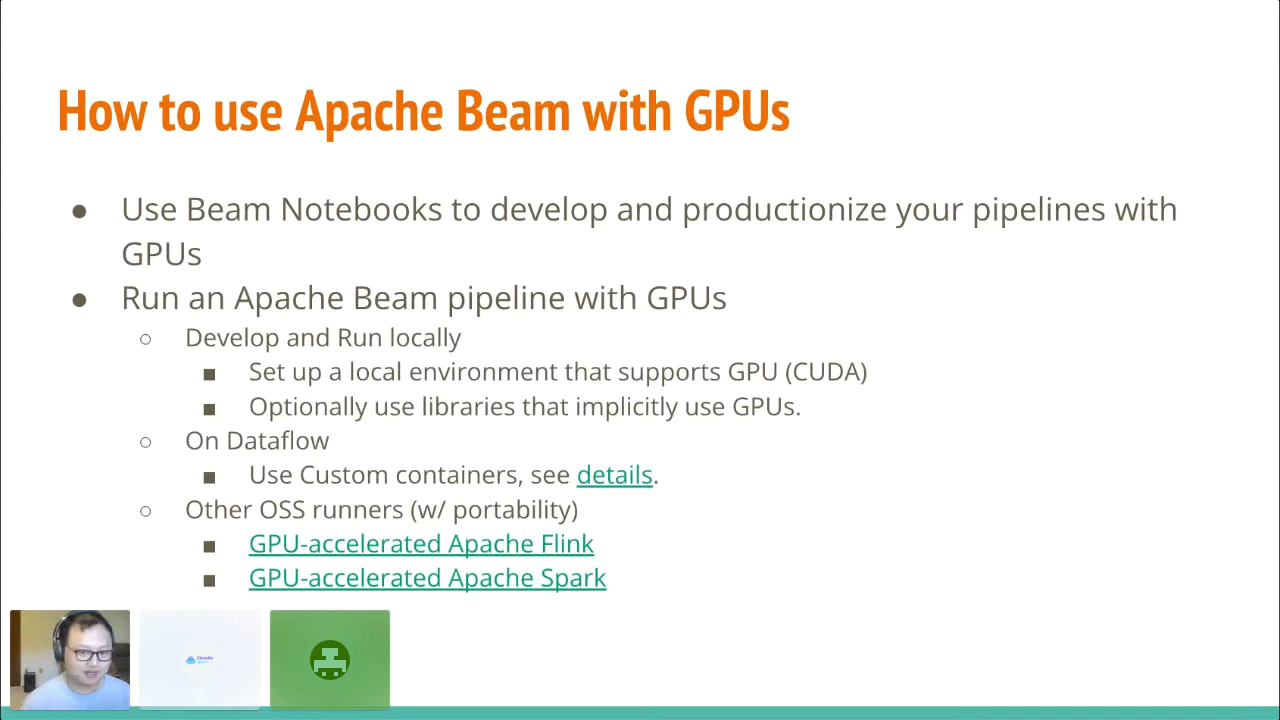 How to use Apache Beam with GPUs
● Use Beam Notebooks to develop and productionize your pipelines with
GPUs
● Run an Apache Beam pipeline with GPUs
○ Develop and Run locally
■ Set up a local environment that supports GPU (CUDA)
■ Optionally use libraries that implicitly use GPUs.
○ On Dataflow
■ Use Custom containers, see details.
○ Other OSS runners (w/ portability)
■ GPU-accelerated Apache Flink
■ GPU-accelerated Apache Spark